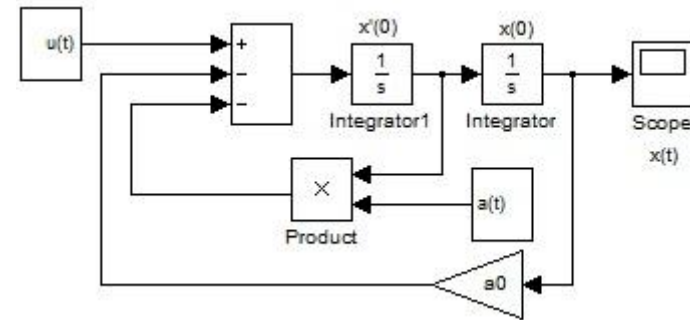 x'(0)
x(0)
u(t)
+
−
−
1
s
1
s
Integrator1
Integrator
Scope
x(t)
×
a(t)
Product
a0